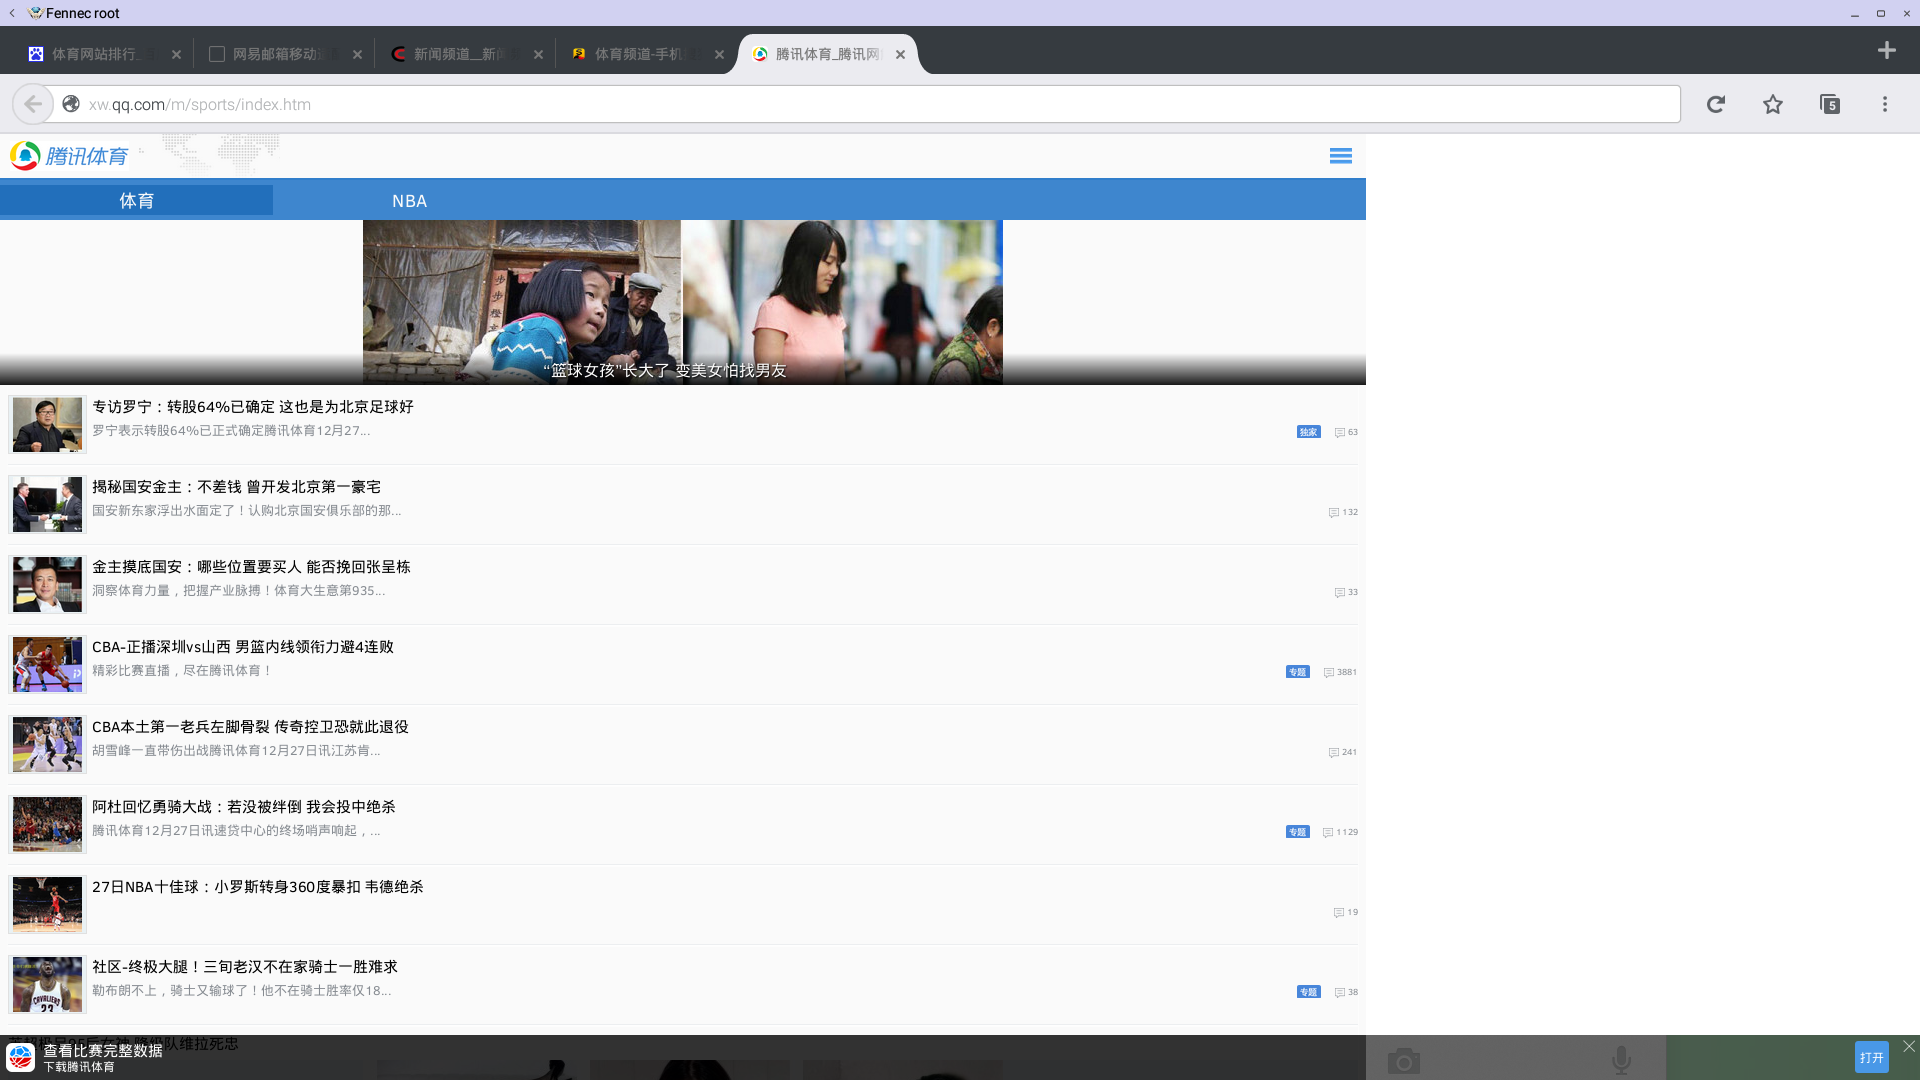 Fennec root
体育网站排行_
网易邮箱移动
新闻频道__新
体育频道-手机
腾讯体育_腾讯网
xw.qq.com/m/sports/index.htm
5
腾讯体育
体育
NBA
“篮球女孩”长大了 变美女怕找男友
专访罗宁：转股64%已确定 这也是为北京足球好
罗宁表示转股64%已正式确定腾讯体育12月27...
独家
63
揭秘国安金主：不差钱 曾开发北京第一豪宅
国安新东家浮出水面定了！认购北京国安俱乐部的那...
132
金主摸底国安：哪些位置要买人 能否挽回张呈栋
洞察体育力量，把握产业脉搏！体育大生意第935...
33
CBA-正播深圳vs山西 男篮内线领衔力避4连败
精彩比赛直播，尽在腾讯体育！
专题
3881
CBA本土第一老兵左脚骨裂 传奇控卫恐就此退役
胡雪峰一直带伤出战腾讯体育12月27日讯江苏肯...
241
阿杜回忆勇骑大战：若没被绊倒 我会投中绝杀
腾讯体育12月27日讯速贷中心的终场哨声响起，...
专题
1129
27日NBA十佳球：小罗斯转身360度暴扣 韦德绝杀
19
社区-终极大腿！三旬老汉不在家骑士一胜难求
勒布朗不上，骑士又输球了！他不在骑士胜率仅18...
专题
38
降级队维拉死忠
查看比赛完整数据
下载腾讯体育
打开